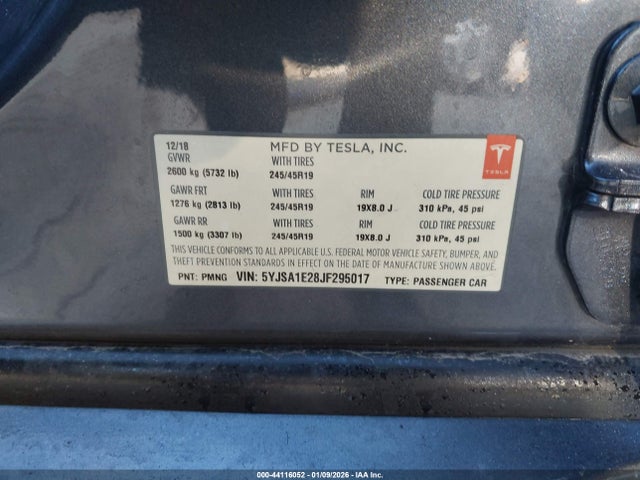 12/18 MFD BY TESLA, INC.
GVWR WITH TIRES
2600 kg (5732 lb) 245/45R19
TESLA
GAWR FRT WITH TIRES RIM COLD TIRE PRESSURE
1276 kg (2813 lb) 245/45R19 19X8.0 J 310 kPa, 45 psi
GAWR RR WITH TIRES RIM COLD TIRE PRESSURE
1500 kg (3307 lb) 245/45R19 19X8.0 J 310 kPa, 45 psi
THIS VEHICLE CONFORMS TO ALL APPLICABLE U.S. FEDERAL MOTOR VEHICLE SAFETY, BUMPER, AND
THEFT PREVENTION STANDARDS IN EFFECT ON THE DATE OF MANUFACTURE SHOWN ABOVE.
PNT: PMNG VIN: 5YJSA1E28JF295017 TYPE: PASSENGER CAR
000-44116052 - 01/09/2026 - IAA Inc.